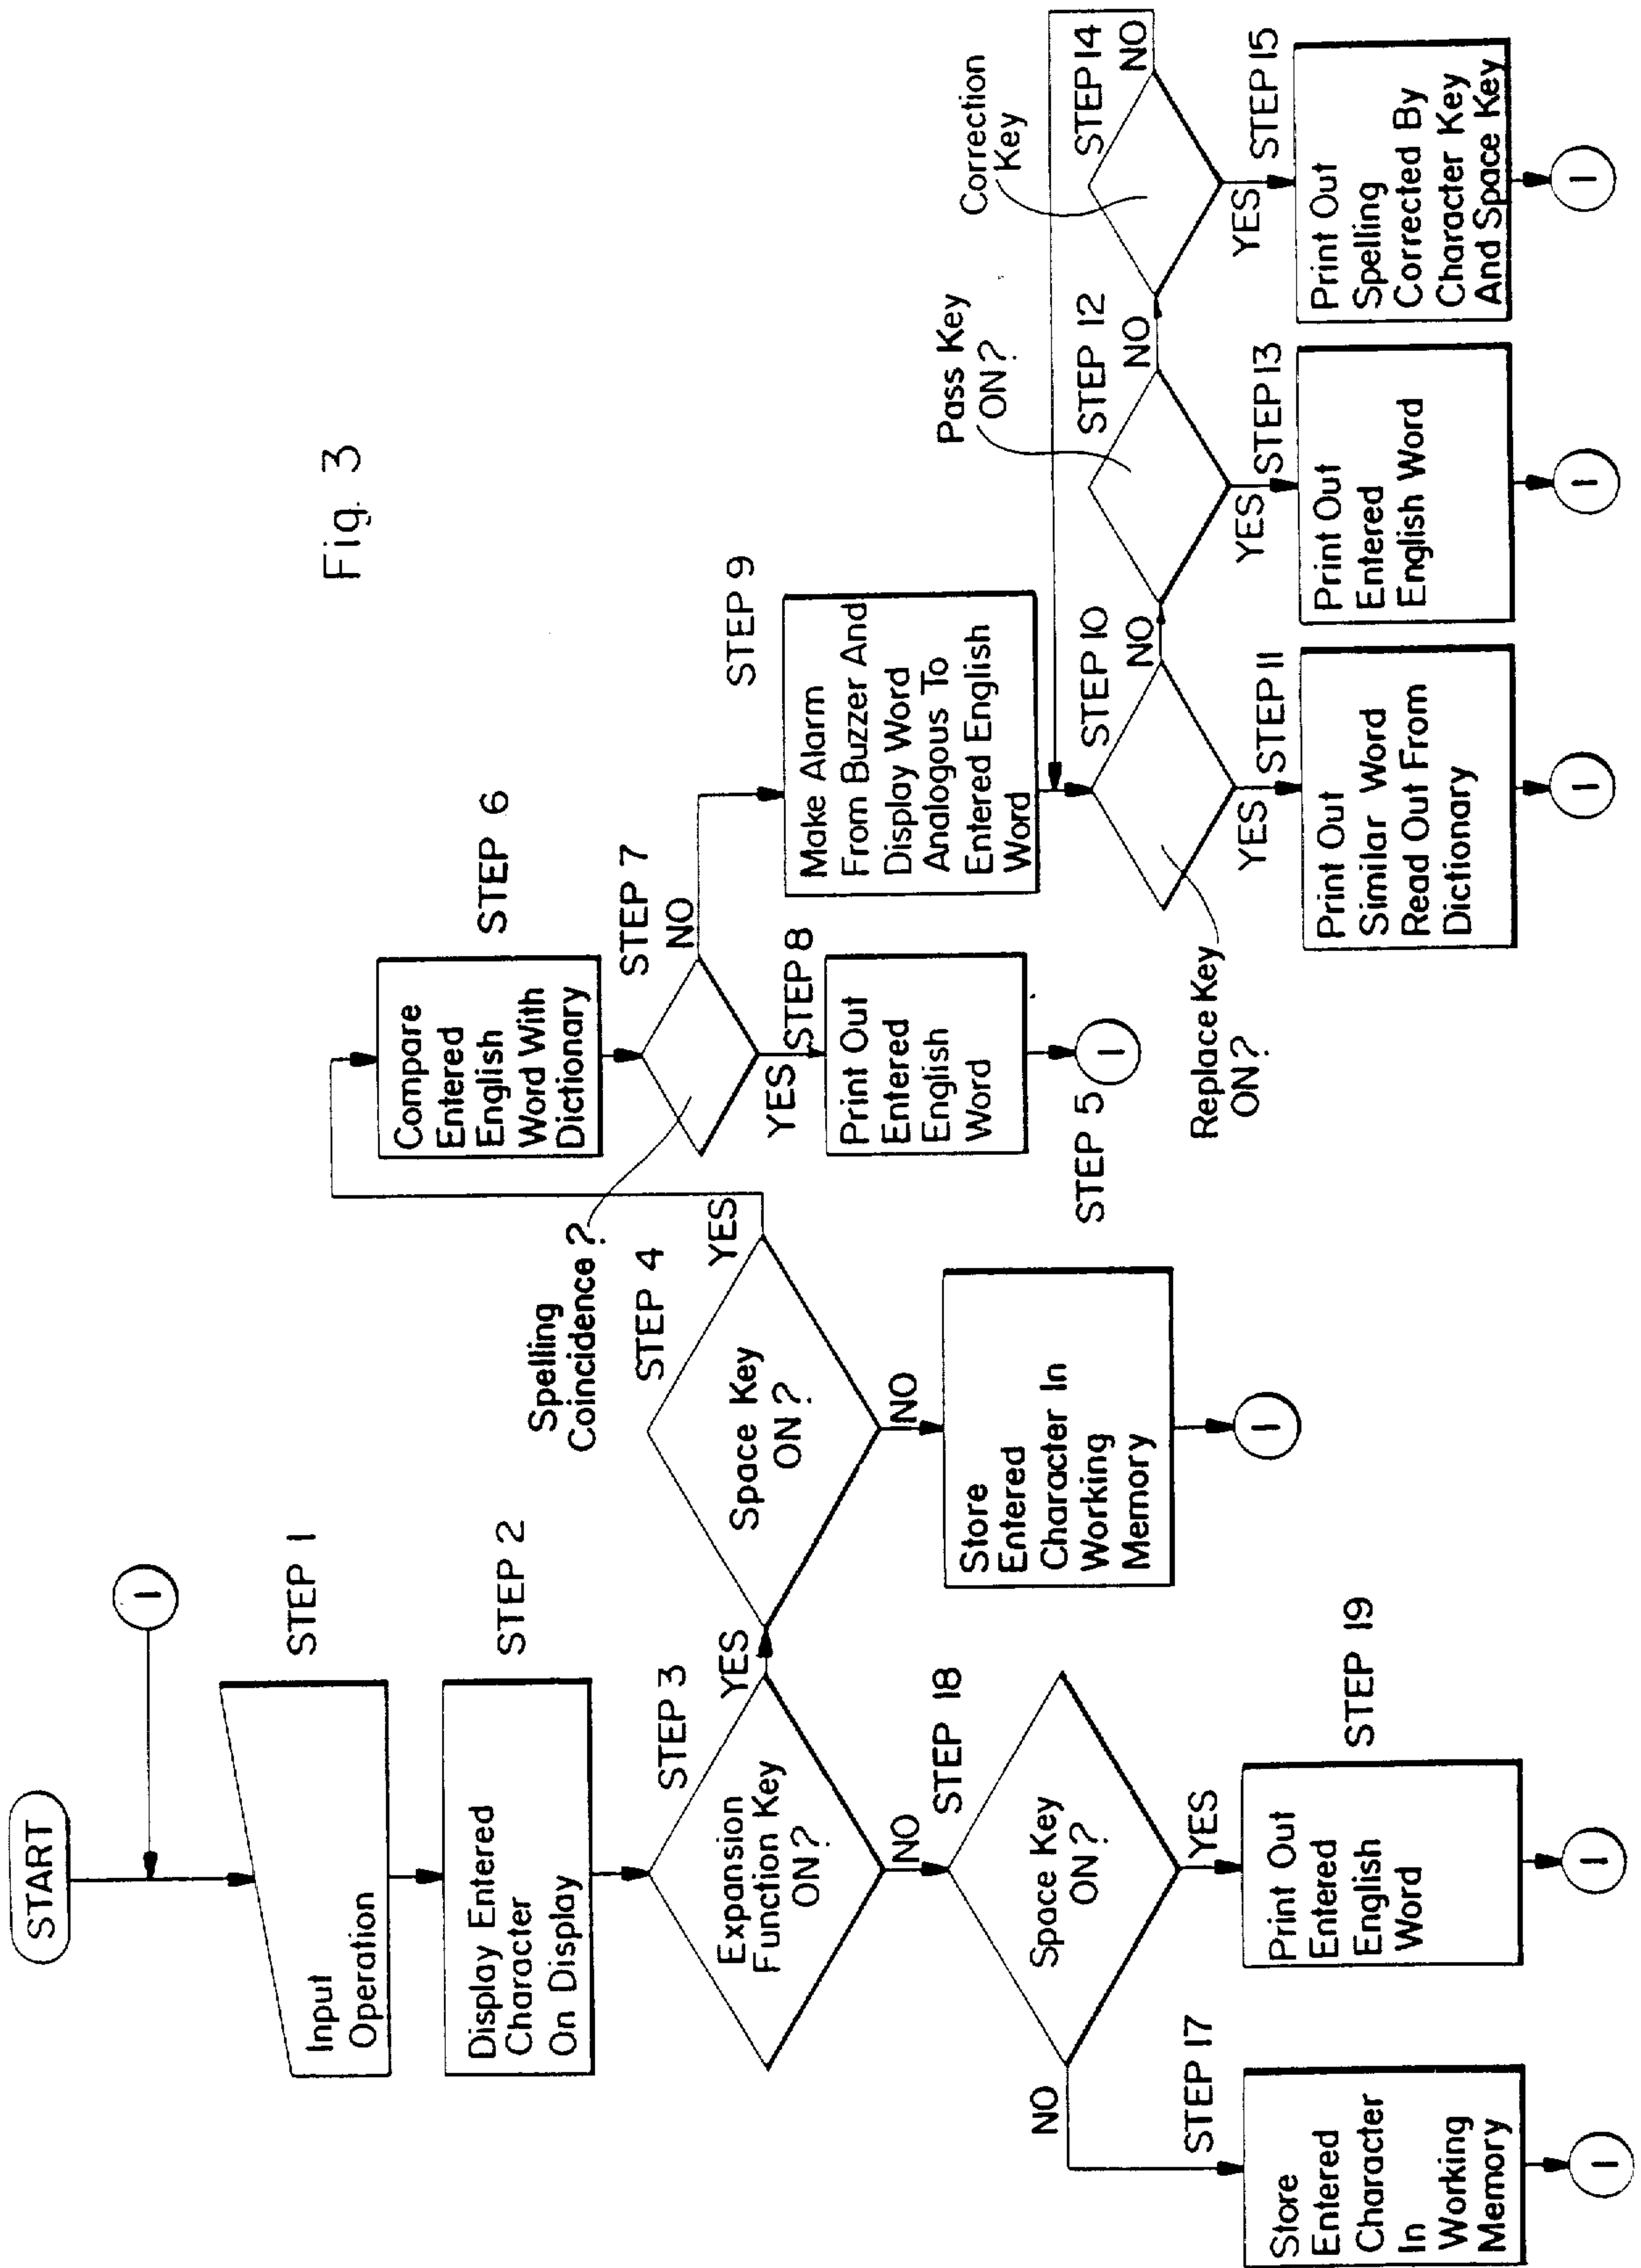 Fig. 3
START
1
STEP 1
Input
Operation
STEP 2
Display Entered
Character
On Display
STEP 3
Expansion
Function Key
ON?
YES
NO
STEP 4
Space Key
ON?
YES
NO
Store
Entered
Character In
Working
Memory
STEP 5
1
STEP 18
Space Key
ON?
NO
YES
STEP 17
Store
Entered
Character
In
Working
Memory
1
STEP 19
Print Out
Entered
English
Word
1
STEP 6
Compare
Entered
English
Word With
Dictionary
STEP 7
Spelling
Coincidence?
NO
YES
STEP 8
Print Out
Entered
English
Word
1
STEP 9
Make Alarm
From Buzzer And
Display Word
Analogous To
Entered English
Word
STEP 10
Replace Key
ON?
NO
YES
STEP 11
Print Out
Similar Word
Read Out From
Dictionary
1
Pass Key
ON?
STEP 12
NO
YES
STEP 13
Print Out
Entered
English Word
1
Correction
Key
STEP 14
NO
YES
STEP 15
Print Out
Spelling
Corrected By
Character Key
And Space Key
1